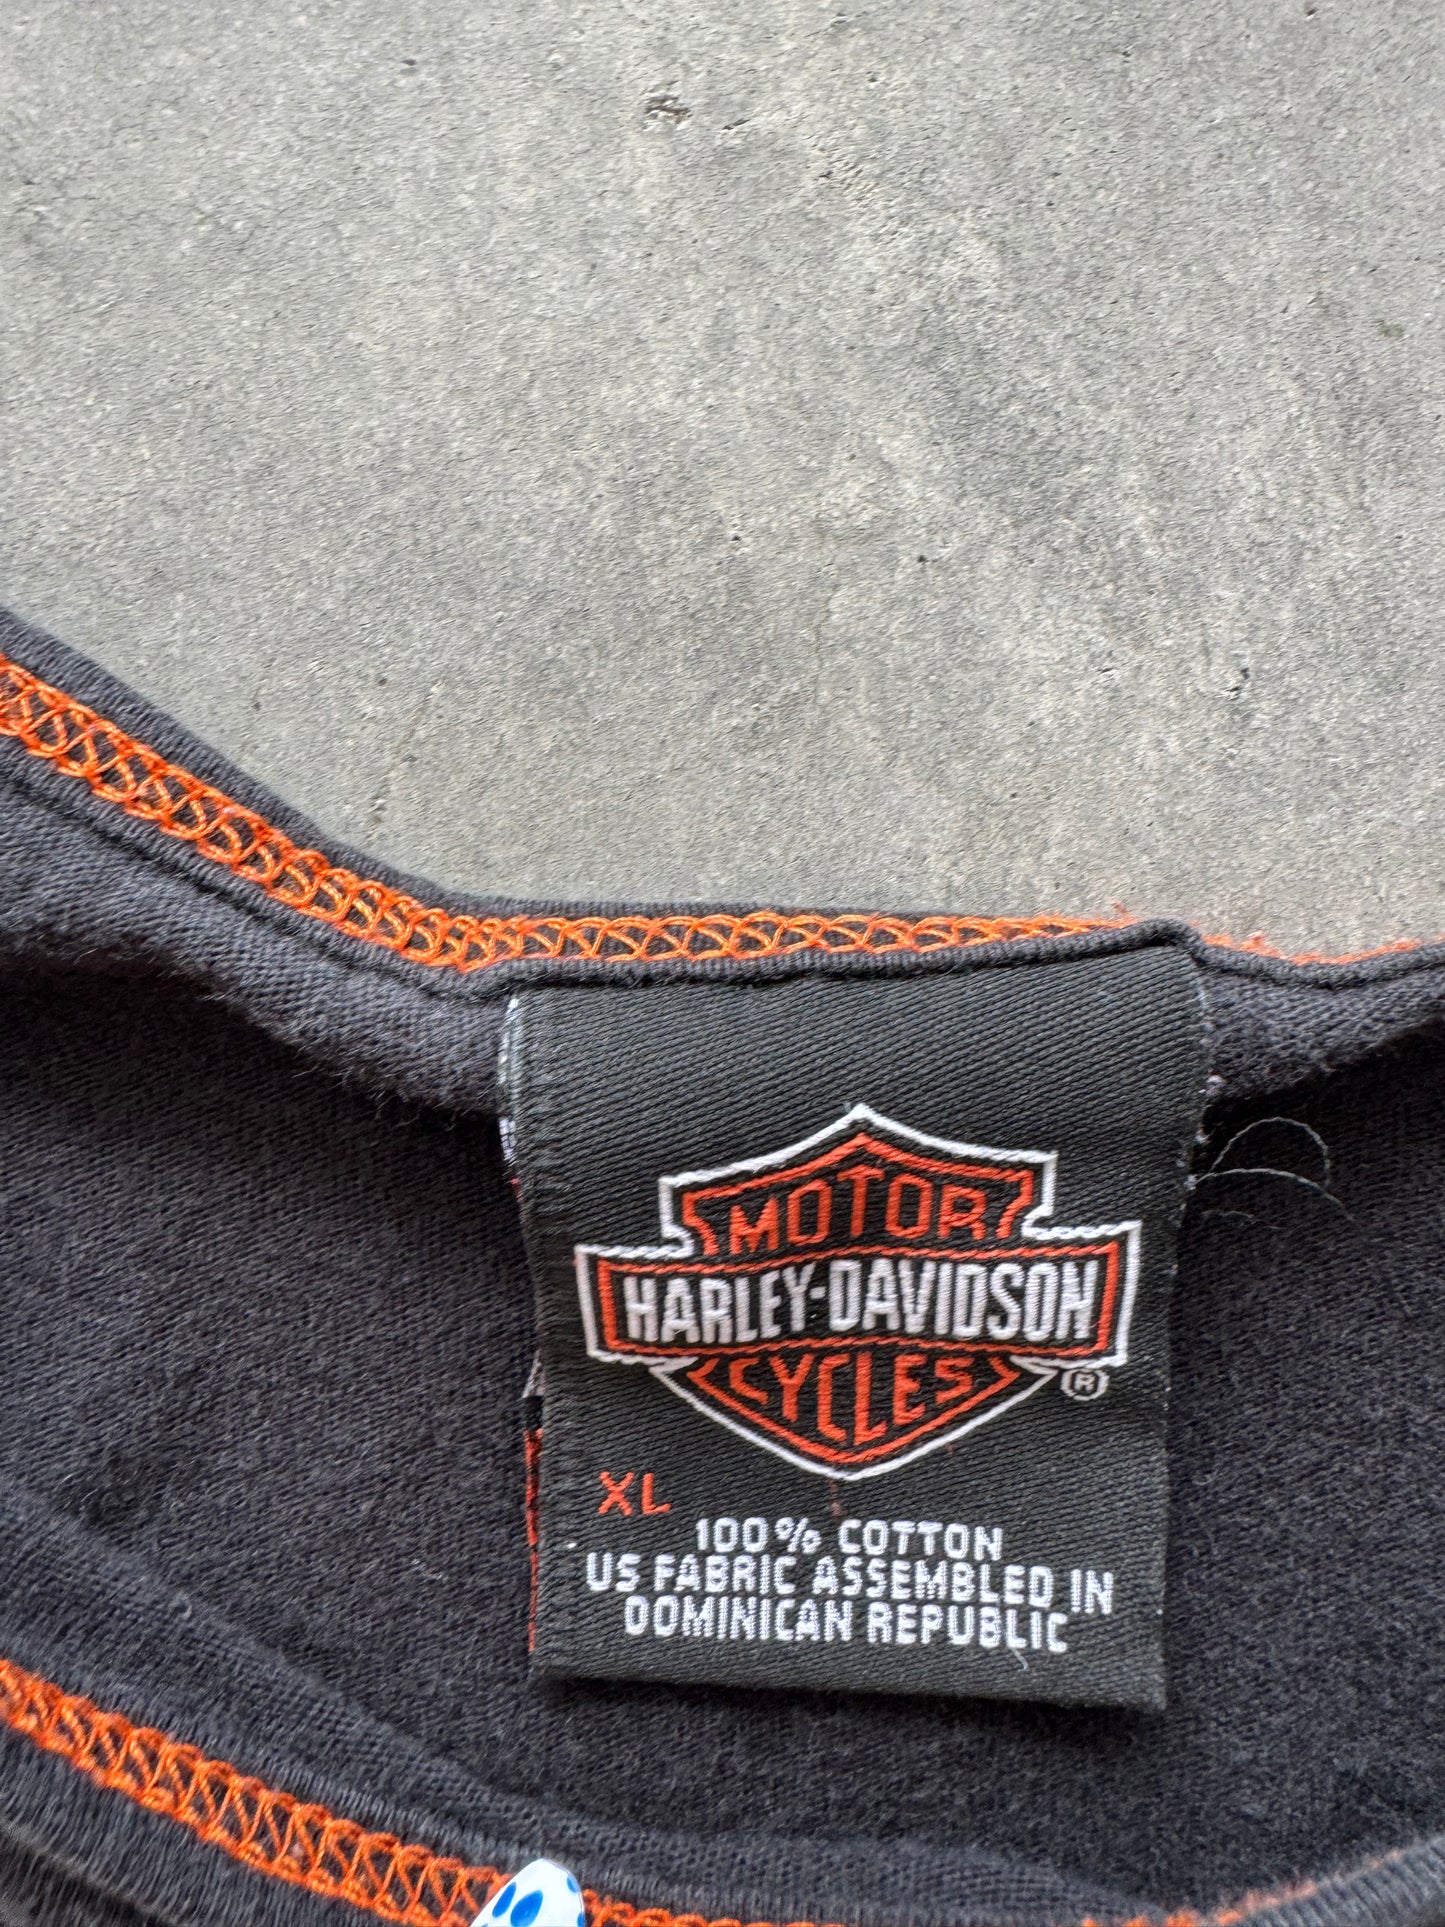 MOTOR
HARLEY-DAVIDSON
CYCLES
®
XL
100% COTTON
US FABRIC ASSEMBLED IN
DOMINICAN REPUBLIC